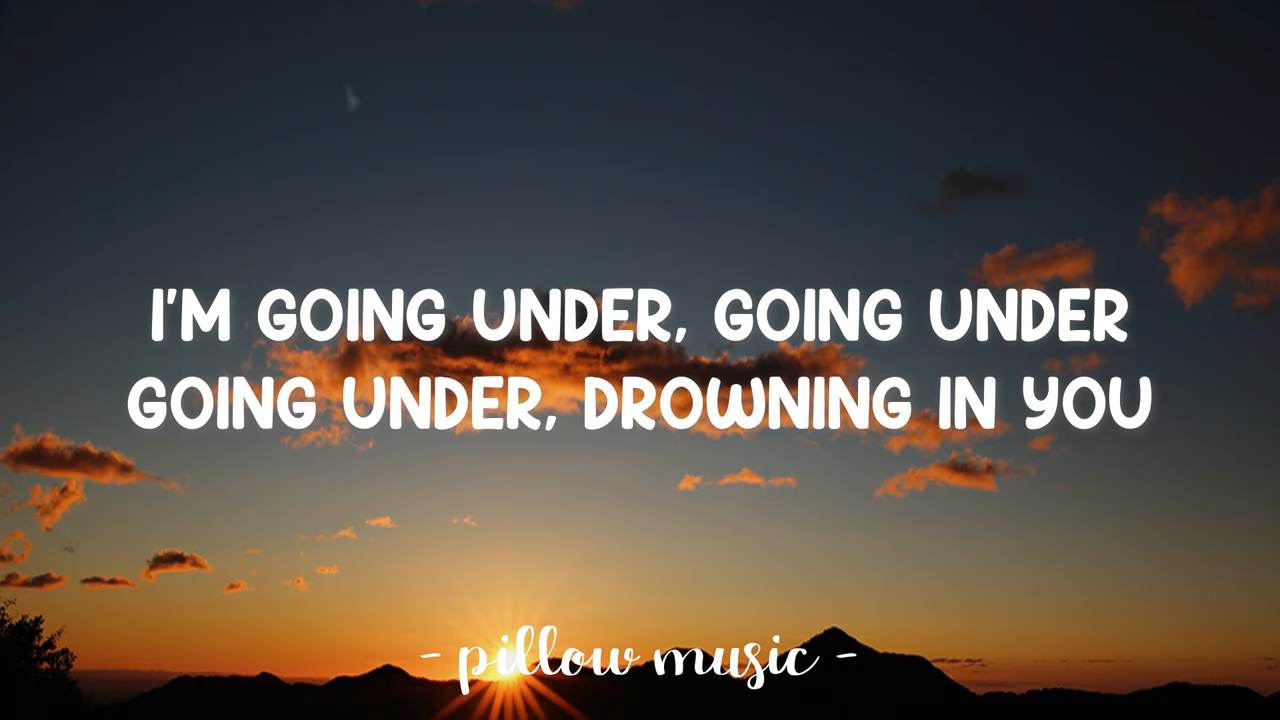 I'M GOING UNDER, GOING UNDER
GOING UNDER, DROWNING IN YOU
- pillow music -